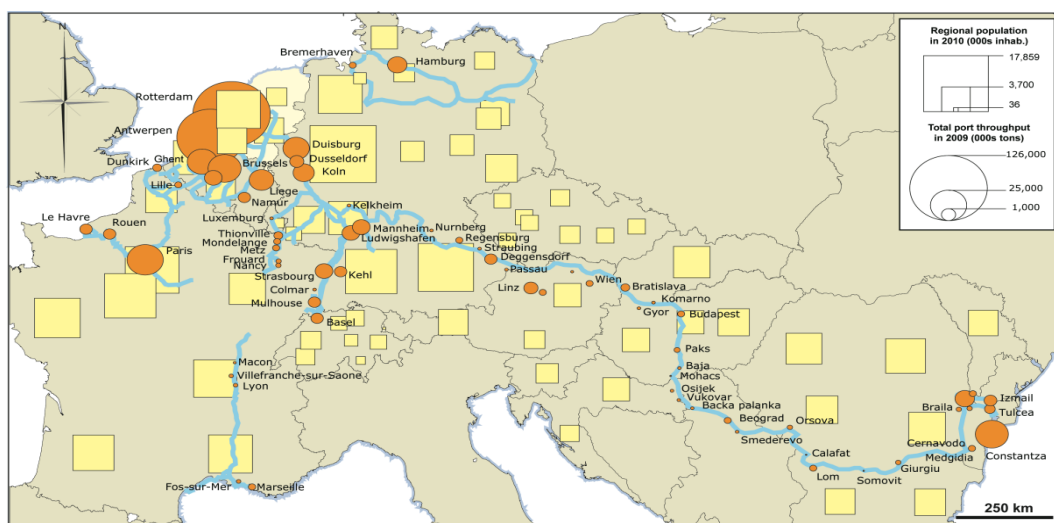 N
Bremerhaven
Hamburg
Rotterdam
Antwerpen
Duisburg
Dunkirk
Ghent
Brussels
Dusseldorf
Koln
Lille
Liege
Namur
Kelkheim
Le Havre
Rouen
Luxemburg
Mannheim
Nurnberg
Thionville
Ludwigshafen
Regensburg
Mondelange
Straubing
Paris
Metz
Deggensdorf
Frouard
Nancy
Strasbourg
Kehl
Passau
Wien
Colmar
Linz
Bratislava
Mulhouse
Komarno
Basel
Gyor
Budapest
Paks
Macon
Baja
Villefranche-sur-Saone
Mohacs
Lyon
Osijek
Vukovar
Backa palanka
Izmail
Braila
Tulcea
Beograd
Orsova
Smederevo
Cernavodo
Constantza
Calafat
Medgidia
Giurgiu
Lom
Somovit
Fos-sur-Mer
Marseille
Regional population
in 2010 (000s inhab.)
17,859
3,700
36
Total port throughput
in 2009 (000s tons)
126,000
25,000
1,000
250 km